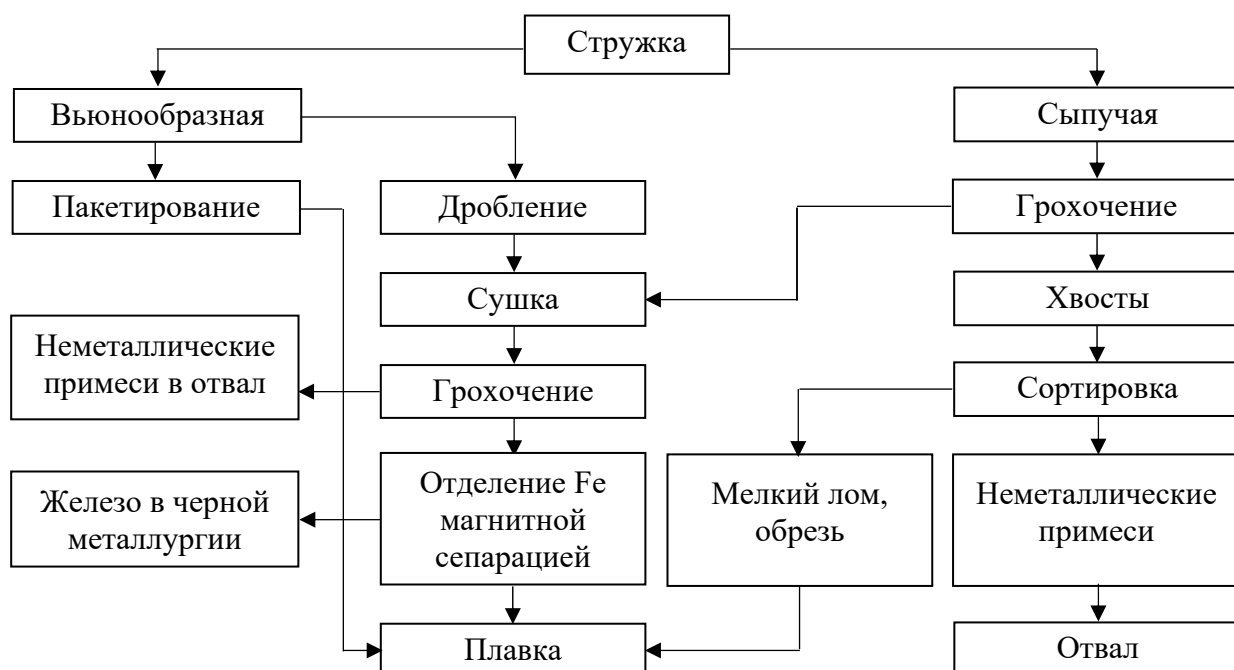 Стружка
Вьюнообразная
Сыпучая
Пакетирование
Дробление
Грохочение
Сушка
Хвосты
Неметаллические
примеси в отвал
Грохочение
Сортировка
Железо в черной
металлургии
Отделение Fe
магнитной
сепарацией
Мелкий лом,
обрезь
Неметаллические
примеси
Плавка
Отвал